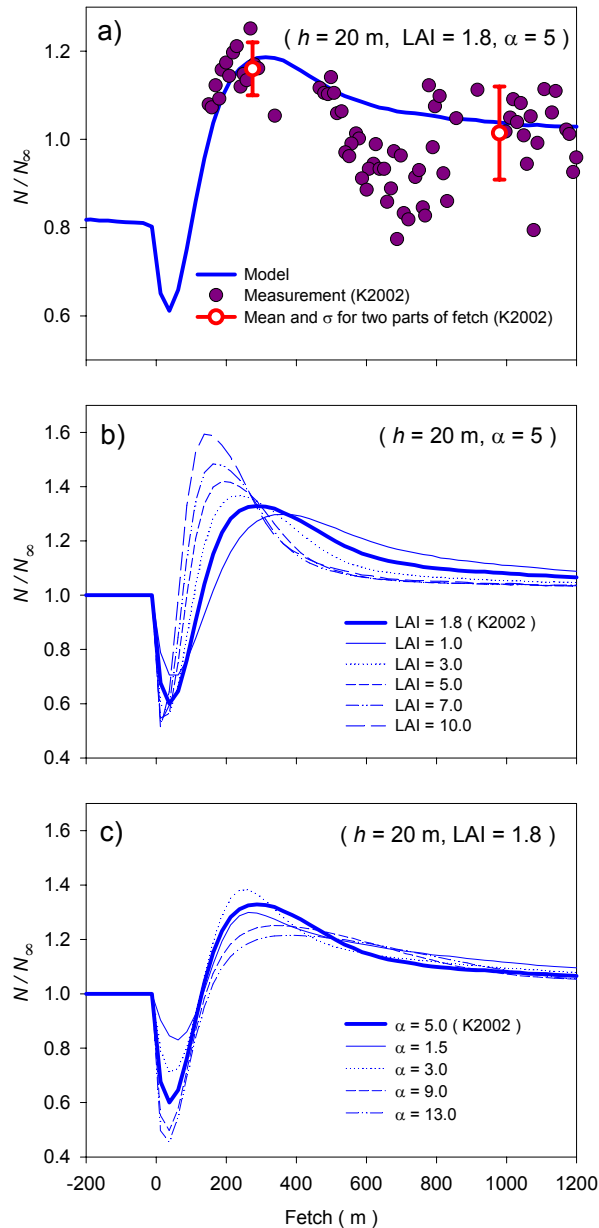 a)
( h = 20 m, LAI = 1.8, α = 5 )
1.2
1.0
0.8
0.6
N / N∞
Model
Measurement (K2002)
Mean and σ for two parts of fetch (K2002)
b)
( h = 20 m, α = 5 )
1.6
1.4
1.2
1.0
0.8
0.6
0.4
N / N∞
LAI = 1.8 ( K2002 )
LAI = 1.0
LAI = 3.0
LAI = 5.0
LAI = 7.0
LAI = 10.0
c)
( h = 20 m, LAI = 1.8 )
1.6
1.4
1.2
1.0
0.8
0.6
0.4
N / N∞
α = 5.0 ( K2002 )
α = 1.5
α = 3.0
α = 9.0
α = 13.0
-200 0 200 400 600 800 1000 1200
Fetch ( m )